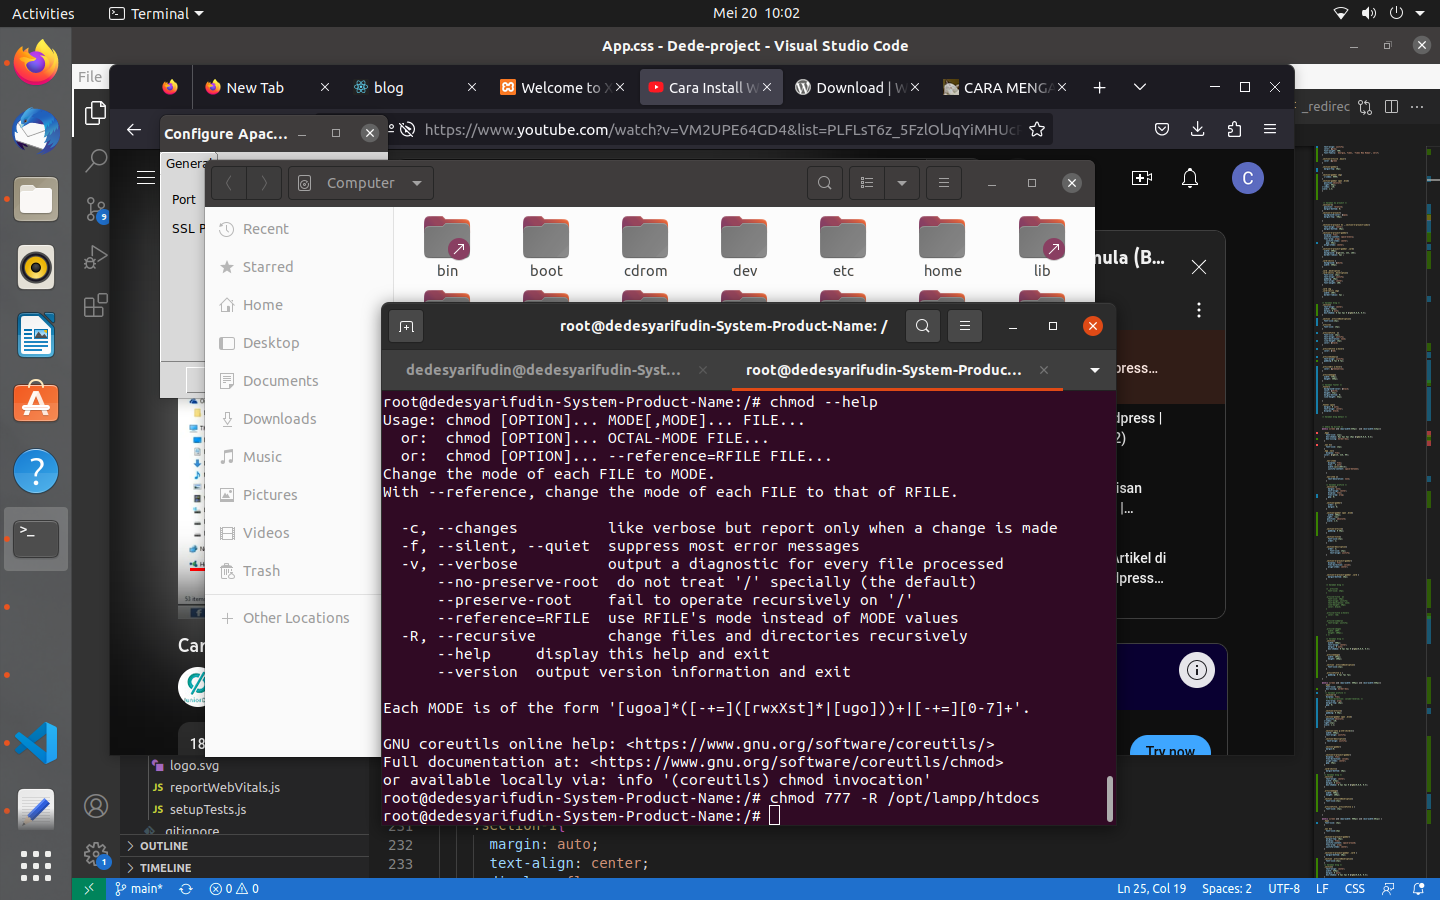 Activities
Terminal
Mei 20 10:02
App.css - Dede-project - Visual Studio Code
File
New Tab
blog
Welcome to X
Cara Install W
Download | W
CARA MENGA
_redirec
Configure Apac...
https://www.youtube.com/watch?v=VM2UPE64GD4&list=PLFLsT6z_5FzlOlJqYiMHUcF
General
Port
SSL P
Computer
C
Recent
Starred
Home
Desktop
Documents
Downloads
Music
Pictures
Videos
Trash
Other Locations
bin
boot
cdrom
dev
etc
home
lib
mula (B...
press...
dpress |
2)
isan
|...
Artikel di
dpress...
Try now
Car
18
9
root@dedesyarifudin-System-Product-Name: /
dedesyarifudin@dedesyarifudin-Syst...
root@dedesyarifudin-System-Produc...
root@dedesyarifudin-System-Product-Name:/# chmod --help
Usage: chmod [OPTION]... MODE[,MODE]... FILE...
or: chmod [OPTION]... OCTAL-MODE FILE...
or: chmod [OPTION]... --reference=RFILE FILE...
Change the mode of each FILE to MODE.
With --reference, change the mode of each FILE to that of RFILE.
-c, --changes like verbose but report only when a change is made
-f, --silent, --quiet suppress most error messages
-v, --verbose output a diagnostic for every file processed
--no-preserve-root do not treat '/' specially (the default)
--preserve-root fail to operate recursively on '/'
--reference=RFILE use RFILE's mode instead of MODE values
-R, --recursive change files and directories recursively
--help display this help and exit
--version output version information and exit
Each MODE is of the form '[ugoa]*([-+=]([rwxXst]*|[ugo]))+|[-+=][0-7]+'.
GNU coreutils online help: <https://www.gnu.org/software/coreutils/>
Full documentation at: <https://www.gnu.org/software/coreutils/chmod>
or available locally via: info '(coreutils) chmod invocation'
root@dedesyarifudin-System-Product-Name:/# chmod 777 -R /opt/lampp/htdocs
root@dedesyarifudin-System-Product-Name:/#
logo.svg
JS reportWebVitals.js
JS setupTests.js
.gitignore
OUTLINE
TIMELINE
1
231 .section-1{
232 margin: auto;
233 text-align: center;
main*
0 0
Ln 25, Col 19
Spaces: 2
UTF-8
LF
CSS